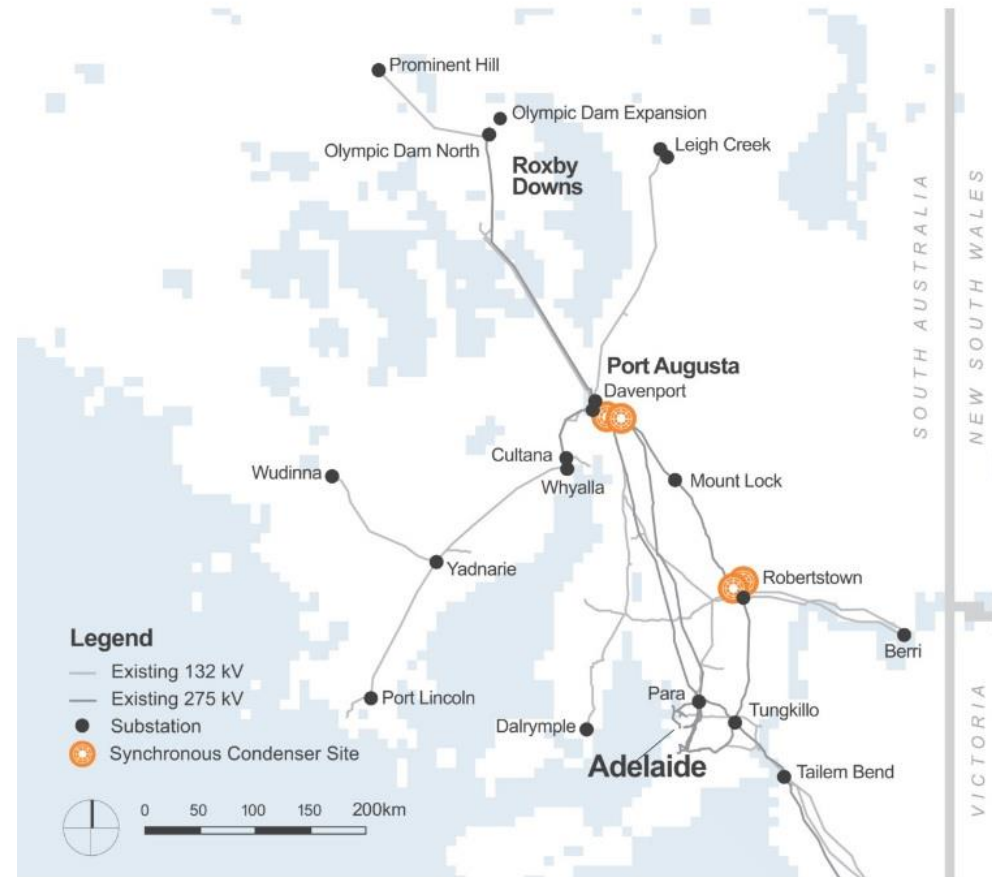 Prominent Hill
Olympic Dam Expansion
Olympic Dam North
Leigh Creek
Roxby
Downs
SOUTH AUSTRALIA
NEW SOUTH WALES
Port Augusta
Davenport
Cultana
Whyalla
Wudinna
Mount Lock
Yadnarie
Robertstown
Berri
Legend
Existing 132 kV
Existing 275 kV
Substation
Synchronous Condenser Site
Port Lincoln
Dalrymple
Para
Tungkillo
Adelaide
Tailem Bend
VICTORIA
0 50 100 150 200km